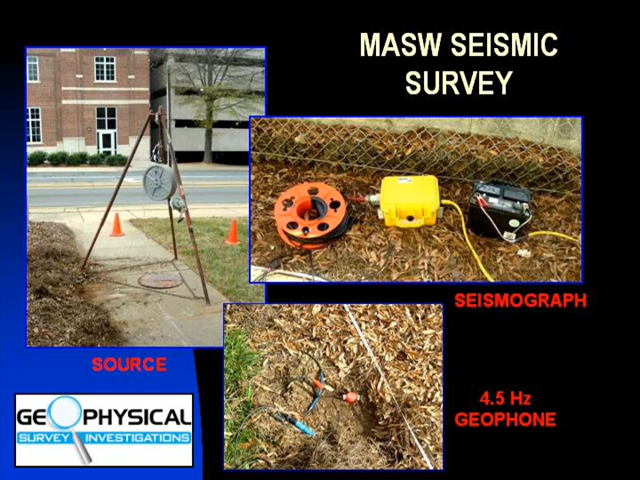 MASW SEISMIC
SURVEY
SEISMOGRAPH
SOURCE
4.5 Hz
GEOPHONE
GEOPHYSICAL
SURVEY INVESTIGATIONS